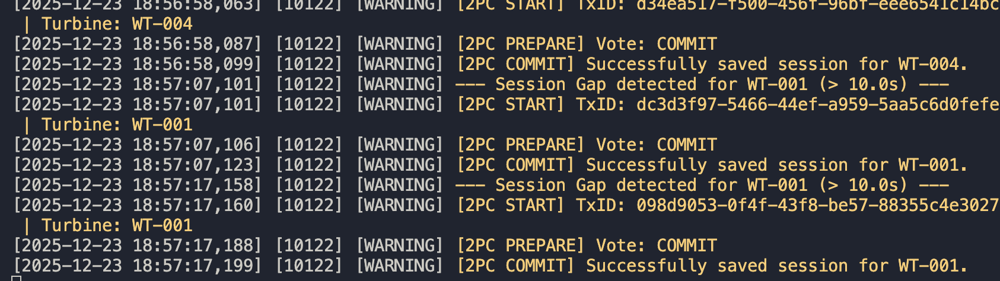 [2025-12-23 18:56:58,063] [10122] [WARNING] [2PC START] TxID: d34ea517-f500-456f-96bf-eee6541c14bc
| Turbine: WT-004
[2025-12-23 18:56:58,087] [10122] [WARNING] [2PC PREPARE] Vote: COMMIT
[2025-12-23 18:56:58,099] [10122] [WARNING] [2PC COMMIT] Successfully saved session for WT-004.
[2025-12-23 18:57:07,101] [10122] [WARNING] --- Session Gap detected for WT-001 (> 10.0s) ---
[2025-12-23 18:57:07,101] [10122] [WARNING] [2PC START] TxID: dc3d3f97-5466-44ef-a959-5aa5c6d0fefe
| Turbine: WT-001
[2025-12-23 18:57:07,106] [10122] [WARNING] [2PC PREPARE] Vote: COMMIT
[2025-12-23 18:57:07,123] [10122] [WARNING] [2PC COMMIT] Successfully saved session for WT-001.
[2025-12-23 18:57:17,158] [10122] [WARNING] --- Session Gap detected for WT-001 (> 10.0s) ---
[2025-12-23 18:57:17,160] [10122] [WARNING] [2PC START] TxID: 098d9053-0f4f-43f8-be57-88355c4e3027
| Turbine: WT-001
[2025-12-23 18:57:17,188] [10122] [WARNING] [2PC PREPARE] Vote: COMMIT
[2025-12-23 18:57:17,199] [10122] [WARNING] [2PC COMMIT] Successfully saved session for WT-001.